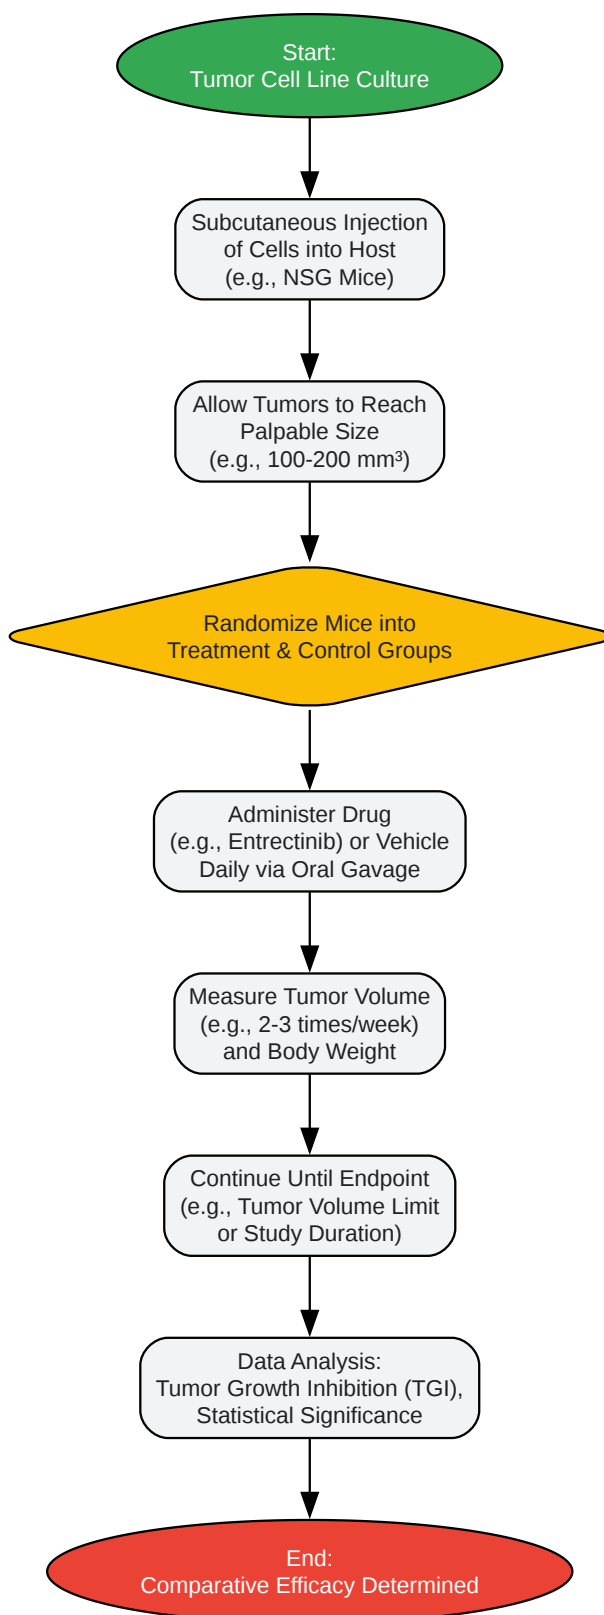 Start:
Tumor Cell Line Culture
Subcutaneous Injection
of Cells into Host
(e.g., NSG Mice)
Allow Tumors to Reach
Palpable Size
(e.g., 100-200 mm³)
Randomize Mice into
Treatment & Control Groups
Administer Drug
(e.g., Entrectinib) or Vehicle
Daily via Oral Gavage
Measure Tumor Volume
(e.g., 2-3 times/week)
and Body Weight
Continue Until Endpoint
(e.g., Tumor Volume Limit
or Study Duration)
Data Analysis:
Tumor Growth Inhibition (TGI),
Statistical Significance
End:
Comparative Efficacy Determined